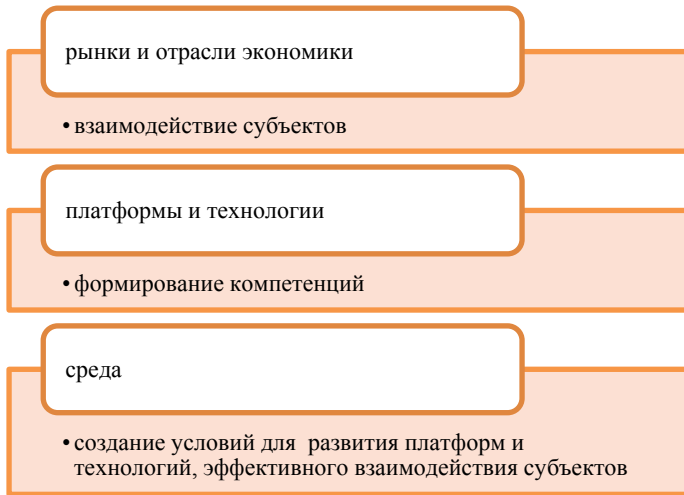 рынки и отрасли экономики
•взаимодействие субъектов
платформы и технологии
•формирование компетенций
среда
•создание условий для развития платформ и
технологий, эффективного взаимодействия субъектов